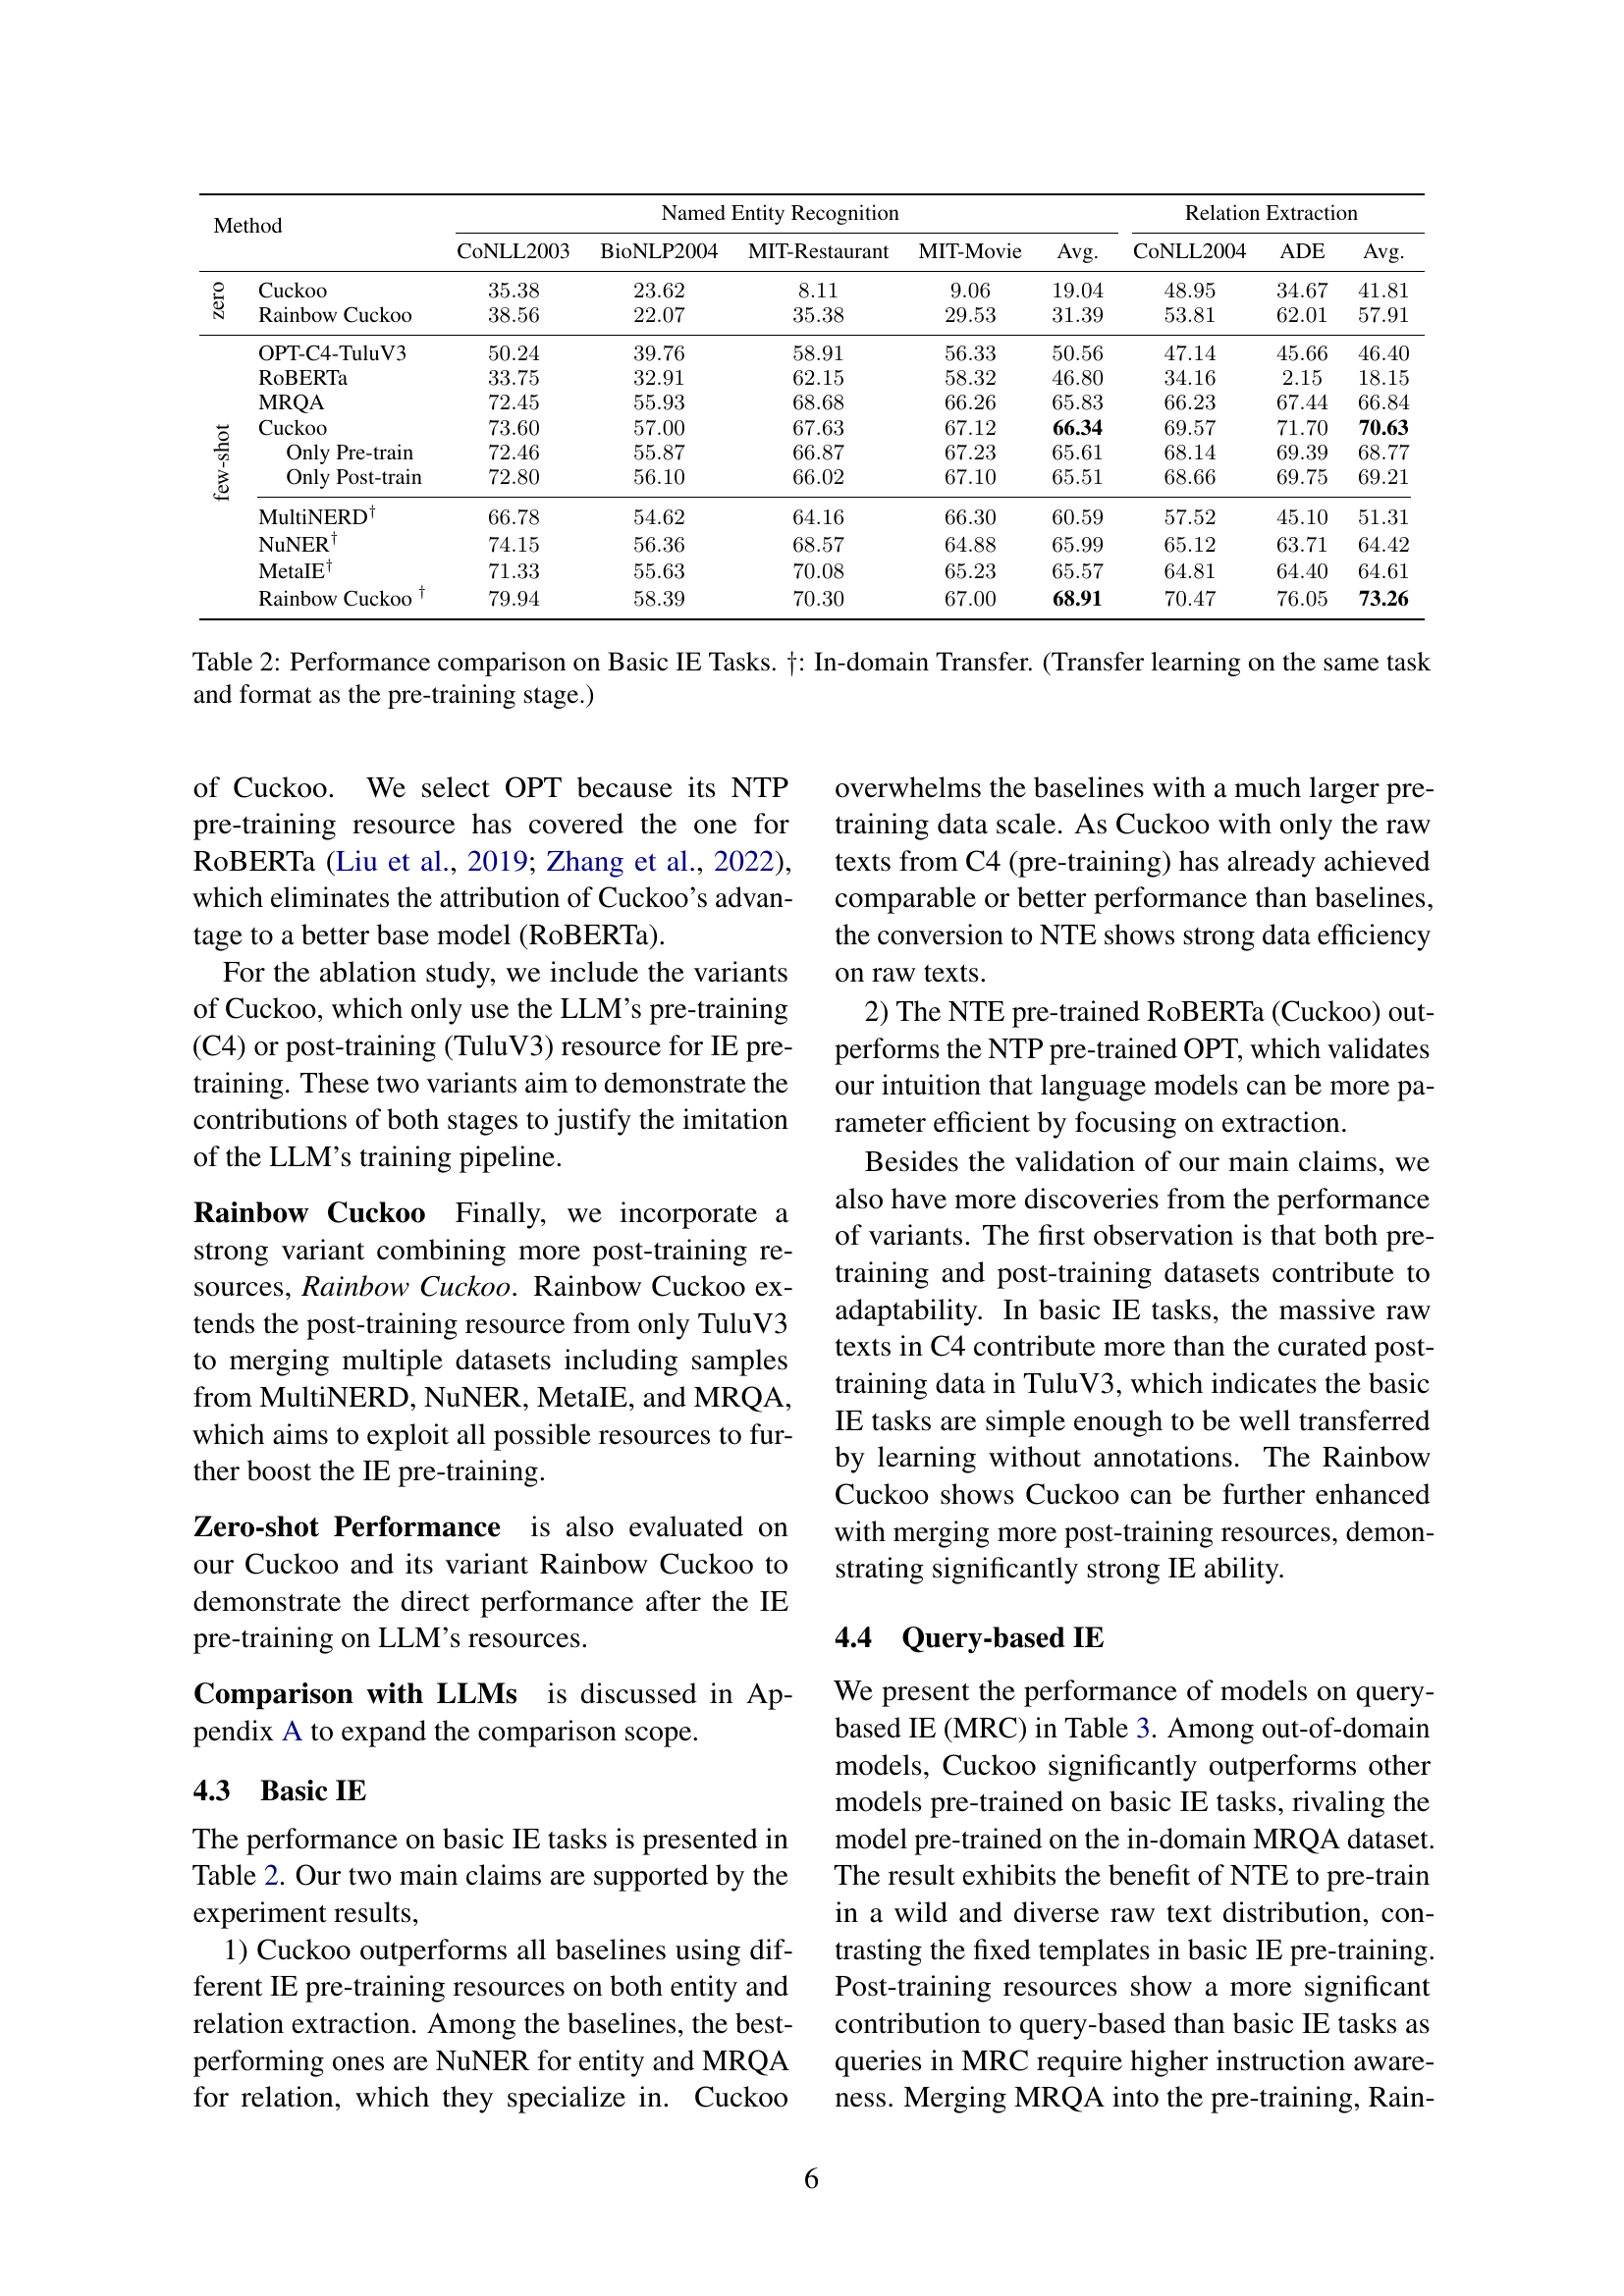 Method Named Entity Recognition Relation Extraction
CoNLL2003 BioNLP2004 MIT-Restaurant MIT-Movie Avg. CoNLL2004 ADE Avg.
zero
Cuckoo 35.38 23.62 8.11 9.06 19.04 48.95 34.67 41.81
Rainbow Cuckoo 38.56 22.07 35.38 29.53 31.39 53.81 62.01 57.91
few-shot
OPT-C4-TuluV3 50.24 39.76 58.91 56.33 50.56 47.14 45.66 46.40
RoBERTa 33.75 32.91 62.15 58.32 46.80 34.16 2.15 18.15
MRQA 72.45 55.93 68.68 66.26 65.83 66.23 67.44 66.84
Cuckoo 73.60 57.00 67.63 67.12 66.34 69.57 71.70 70.63
Only Pre-train 72.46 55.87 66.87 67.23 65.61 68.14 69.39 68.77
Only Post-train 72.80 56.10 66.02 67.10 65.51 68.66 69.75 69.21
MultiNERD† 66.78 54.62 64.16 66.30 60.59 57.52 45.10 51.31
NuNER† 74.15 56.36 68.57 64.88 65.99 65.12 63.71 64.42
MetaIE† 71.33 55.63 70.08 65.23 65.57 64.81 64.40 64.61
Rainbow Cuckoo † 79.94 58.39 70.30 67.00 68.91 70.47 76.05 73.26
Table 2: Performance comparison on Basic IE Tasks. †: In-domain Transfer. (Transfer learning on the same task
and format as the pre-training stage.)
of Cuckoo. We select OPT because its NTP
pre-training resource has covered the one for
RoBERTa (Liu et al., 2019; Zhang et al., 2022),
which eliminates the attribution of Cuckoo's advan-
tage to a better base model (RoBERTa).
For the ablation study, we include the variants
of Cuckoo, which only use the LLM's pre-training
(C4) or post-training (TuluV3) resource for IE pre-
training. These two variants aim to demonstrate the
contributions of both stages to justify the imitation
of the LLM's training pipeline.
Rainbow Cuckoo Finally, we incorporate a
strong variant combining more post-training re-
sources, Rainbow Cuckoo. Rainbow Cuckoo ex-
tends the post-training resource from only TuluV3
to merging multiple datasets including samples
from MultiNERD, NuNER, MetaIE, and MRQA,
which aims to exploit all possible resources to fur-
ther boost the IE pre-training.
Zero-shot Performance is also evaluated on
our Cuckoo and its variant Rainbow Cuckoo to
demonstrate the direct performance after the IE
pre-training on LLM's resources.
Comparison with LLMs is discussed in Ap-
pendix A to expand the comparison scope.
4.3 Basic IE
The performance on basic IE tasks is presented in
Table 2. Our two main claims are supported by the
experiment results,
1) Cuckoo outperforms all baselines using dif-
ferent IE pre-training resources on both entity and
relation extraction. Among the baselines, the best-
performing ones are NuNER for entity and MRQA
for relation, which they specialize in. Cuckoo
overwhelms the baselines with a much larger pre-
training data scale. As Cuckoo with only the raw
texts from C4 (pre-training) has already achieved
comparable or better performance than baselines,
the conversion to NTE shows strong data efficiency
on raw texts.
2) The NTE pre-trained RoBERTa (Cuckoo) out-
performs the NTP pre-trained OPT, which validates
our intuition that language models can be more pa-
rameter efficient by focusing on extraction.
Besides the validation of our main claims, we
also have more discoveries from the performance
of variants. The first observation is that both pre-
training and post-training datasets contribute to
adaptability. In basic IE tasks, the massive raw
texts in C4 contribute more than the curated post-
training data in TuluV3, which indicates the basic
IE tasks are simple enough to be well transferred
by learning without annotations. The Rainbow
Cuckoo shows Cuckoo can be further enhanced
with merging more post-training resources, demon-
strating significantly strong IE ability.
4.4 Query-based IE
We present the performance of models on query-
based IE (MRC) in Table 3. Among out-of-domain
models, Cuckoo significantly outperforms other
models pre-trained on basic IE tasks, rivaling the
model pre-trained on the in-domain MRQA dataset.
The result exhibits the benefit of NTE to pre-train
in a wild and diverse raw text distribution, con-
trasting the fixed templates in basic IE pre-training.
Post-training resources show a more significant
contribution to query-based than basic IE tasks as
queries in MRC require higher instruction aware-
ness. Merging MRQA into the pre-training, Rain-
6